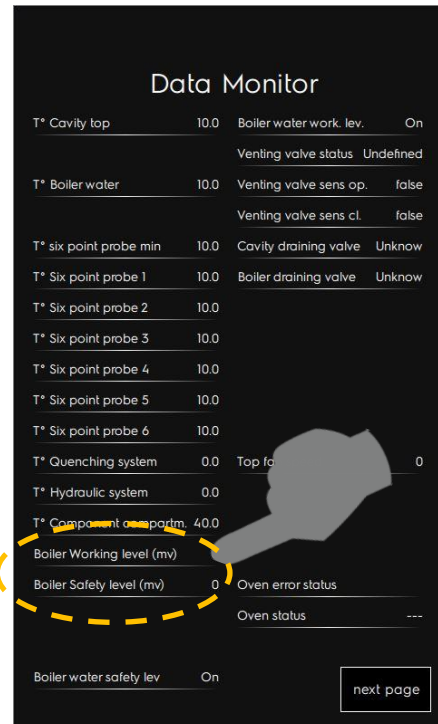 Data Monitor
T° Cavity top 10.0 Boiler water work. lev. On
Venting valve status Undefined
T° Boiler water 10.0 Venting valve sens op. false
Venting valve sens cl. false
T° six point probe min 10.0 Cavity draining valve Unknow
T° Six point probe 1 10.0 Boiler draining valve Unknow
T° Six point probe 2 10.0
T° Six point probe 3 10.0
T° Six point probe 4 10.0
T° Six point probe 5 10.0
T° Six point probe 6 10.0
T° Quenching system 0.0 Top 0
T° Hydraulic system 0.0
T° Component compartm. 40.0
Boiler Working level (mv)
Boiler Safety level (mv) 0 Oven error status
Oven status ---
Boiler water safety lev On
next page